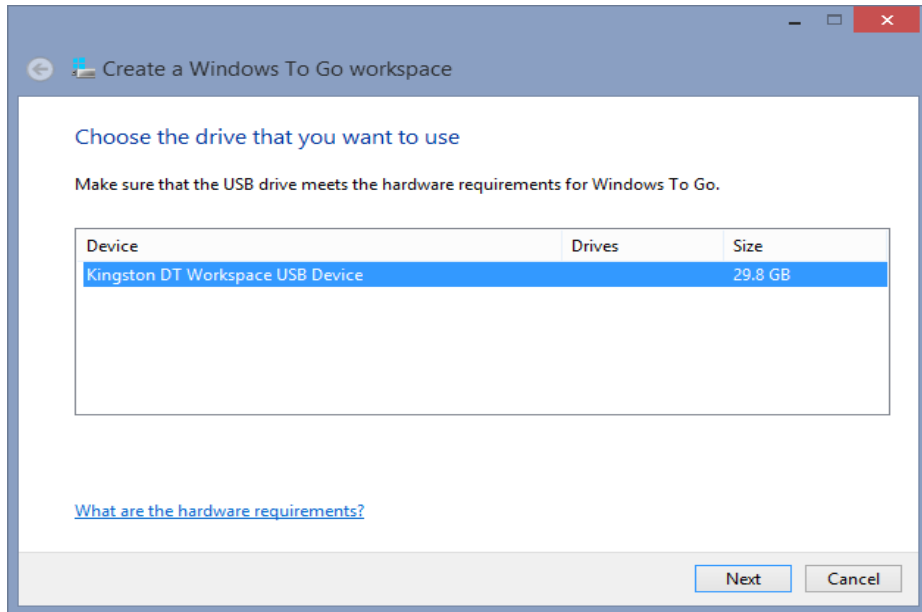 Create a Windows To Go workspace
Choose the drive that you want to use
Make sure that the USB drive meets the hardware requirements for Windows To Go.
Device Drives Size
Kingston DT Workspace USB Device 29.8 GB
What are the hardware requirements?
Next Cancel